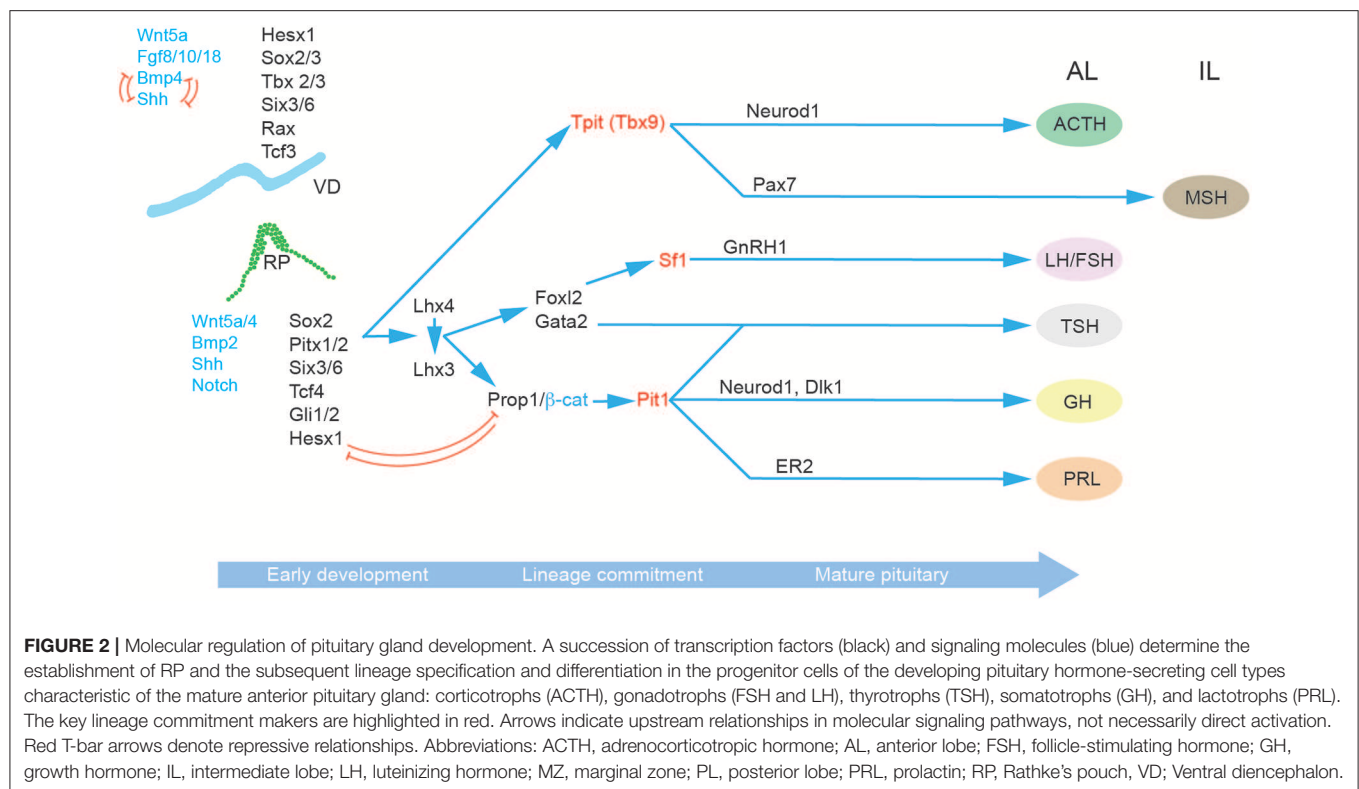 Wnt5a
Fgf8/10/18
Bmp4
Shh
Hesx1
Sox2/3
Tbx 2/3
Six3/6
Rax
Tcf3
VD
RP
Wnt5a/4
Bmp2
Shh
Notch
Sox2
Pitx1/2
Six3/6
Tcf4
Gli1/2
Hesx1
Lhx4
Lhx3
Tpit (Tbx9)
Foxl2
Gata2
Prop1/β-cat
Sf1
Pit1
Neurod1
Pax7
GnRH1
Neurod1, Dlk1
ER2
AL
IL
ACTH
MSH
LH/FSH
TSH
GH
PRL
Early development
Lineage commitment
Mature pituitary
FIGURE 2 | Molecular regulation of pituitary gland development. A succession of transcription factors (black) and signaling molecules (blue) determine the
establishment of RP and the subsequent lineage specification and differentiation in the progenitor cells of the developing pituitary hormone-secreting cell types
characteristic of the mature anterior pituitary gland: corticotrophs (ACTH), gonadotrophs (FSH and LH), thyrotrophs (TSH), somatotrophs (GH), and lactotrophs (PRL).
The key lineage commitment makers are highlighted in red. Arrows indicate upstream relationships in molecular signaling pathways, not necessarily direct activation.
Red T-bar arrows denote repressive relationships. Abbreviations: ACTH, adrenocorticotropic hormone; AL, anterior lobe; FSH, follicle-stimulating hormone; GH,
growth hormone; IL, intermediate lobe; LH, luteinizing hormone; MZ, marginal zone; PL, posterior lobe; PRL, prolactin; RP, Rathke's pouch, VD; Ventral diencephalon.